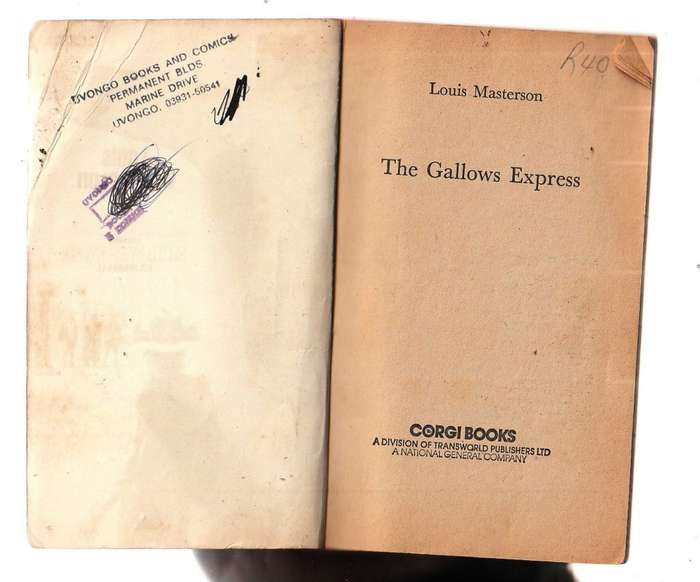 UVONGO BOOKS AND COMICS
PERMANENT BLDS.
MARINE DRIVE
UVONGO. 03931-50541
UVONGO
R40
Louis Masterson
The Gallows Express
CORGI BOOKS
A DIVISION OF TRANSWORLD PUBLISHERS LTD
A NATIONAL GENERAL COMPANY